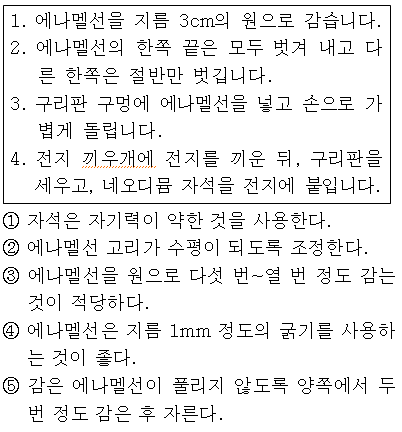 1. 에나멜선을 지름 3cm의 원으로 감습니다.
2. 에나멜선의 한쪽 끝은 모두 벗겨 내고 다
른 한쪽은 절반만 벗깁니다.
3. 구리판 구멍에 에나멜선을 넣고 손으로 가
볍게 돌립니다.
4. 전지 끼우개에 전지를 끼운 뒤, 구리판을
세우고, 네오디뮴 자석을 전지에 붙입니다.
① 자석은 자기력이 약한 것을 사용한다.
② 에나멜선 고리가 수평이 되도록 조정한다.
③ 에나멜선을 원으로 다섯 번~열 번 정도 감는
것이 적당하다.
④ 에나멜선은 지름 1mm 정도의 굵기를 사용하
는 것이 좋다.
⑤ 감은 에나멜선이 풀리지 않도록 양쪽에서 두
번 정도 감은 후 자른다.